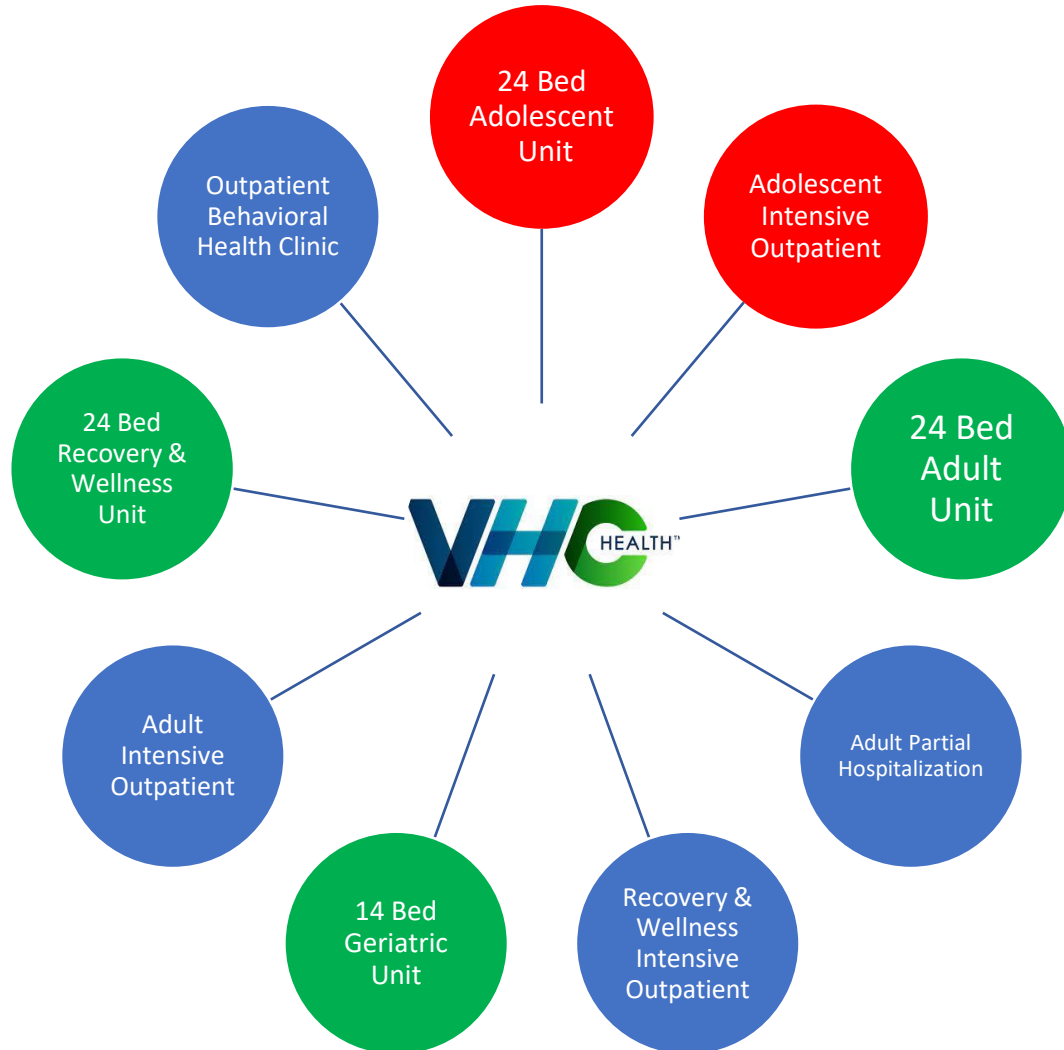 24 Bed
Adolescent
Unit
Adolescent
Intensive
Outpatient
24 Bed
Adult
Unit
Adult Partial
Hospitalization
Recovery &
Wellness
Intensive
Outpatient
14 Bed
Geriatric
Unit
Adult
Intensive
Outpatient
24 Bed
Recovery &
Wellness
Unit
Outpatient
Behavioral
Health Clinic
VHC HEALTH™